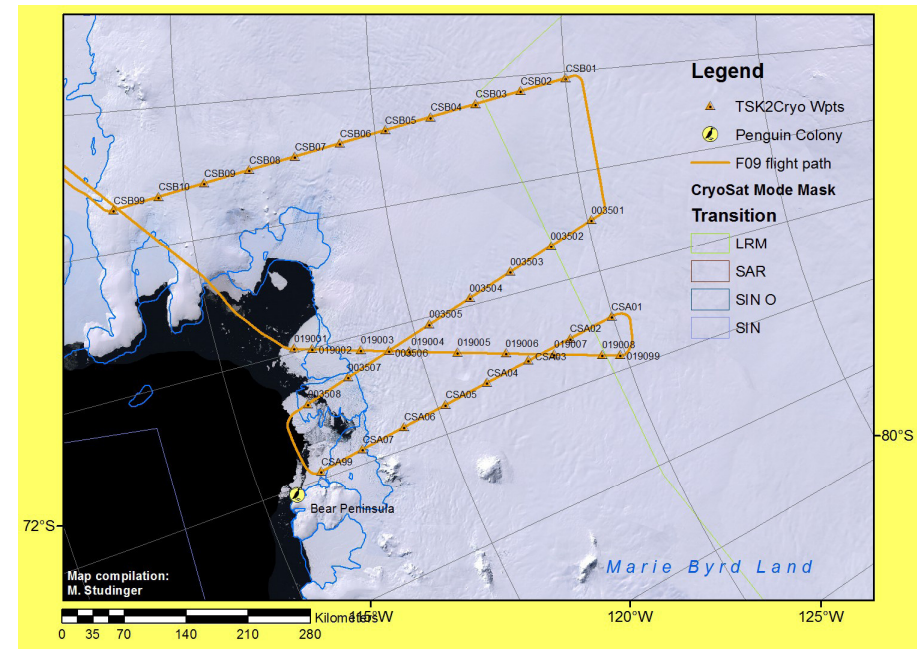 CSB01
CSB02
CSB03
CSB04
CSB05
CSB06
CSB07
CSB08
CSB09
CSB10
CSB99
Legend
TSK2Cryo Wpts
Penguin Colony
F09 flight path
CryoSat Mode Mask
Transition
LRM
SAR
SIN O
SIN
003501
003502
003503
003504
003505
003506
003507
003508
CSA01
CSA02
CSA03
CSA04
CSA05
CSA06
CSA07
CSA99
019001
019002
019003
019004
019005
019006
019007
019008
019099
80°S
72°S
Bear Peninsula
Marie Byrd Land
Map compilation:
M. Studinger
115°W
120°W
125°W
Kilometers
0 35 70 140 210 280